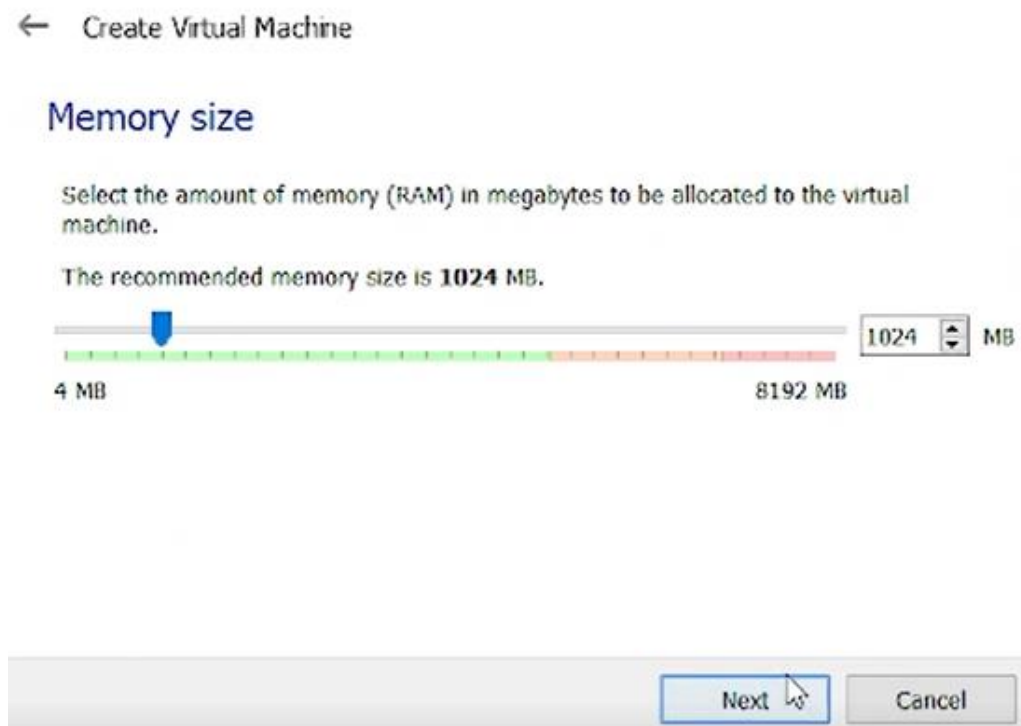 Create Virtual Machine
Memory size
Select the amount of memory (RAM) in megabytes to be allocated to the virtual
machine.
The recommended memory size is 1024 MB.
1024 MB
4 MB 8192 MB
Next Cancel